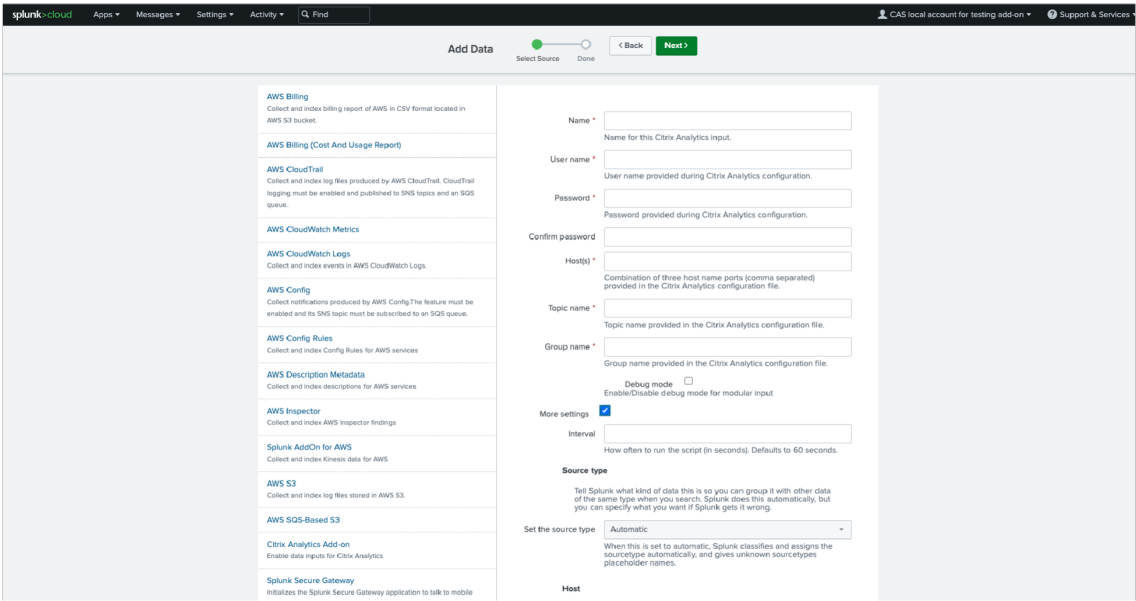 splunk>cloud Apps Messages Settings Activity Find CAS local account for testing add-on Support & Services
Add Data Select Source Done < Back Next >
AWS Billing
Collect and index billing report of AWS in CSV format located in
AWS S3 bucket.
AWS Billing (Cost And Usage Report)
AWS CloudTrail
Collect and index log files produced by AWS CloudTrail. CloudTrail
logging must be enabled and published to SNS topics and an SQS
queue.
AWS CloudWatch Metrics
AWS CloudWatch Logs
Collect and index events in AWS CloudWatch Logs.
AWS Config
Collect notifications produced by AWS Config.The feature must be
enabled and its SNS topic must be subscribed to an SQS queue.
AWS Config Rules
Collect and index Config Rules for AWS services
AWS Description Metadata
Collect and index descriptions for AWS services
AWS Inspector
Collect and index AWS Inspector findings
Splunk AddOn for AWS
Collect and index Kinesis data for AWS
AWS S3
Collect and index log files stored in AWS S3.
AWS SQS-Based S3
Citrix Analytics Add-on
Enable data inputs for Citrix Analytics
Splunk Secure Gateway
Initializes the Splunk Secure Gateway application to talk to mobile
Name *
Name for this Citrix Analytics input.
User name *
User name provided during Citrix Analytics configuration.
Password *
Password provided during Citrix Analytics configuration.
Confirm password
Host(s) *
Combination of three host name ports (comma separated)
provided in the Citrix Analytics configuration file.
Topic name *
Topic name provided in the Citrix Analytics configuration file.
Group name *
Group name provided in the Citrix Analytics configuration file.
Debug mode
Enable/Disable debug mode for modular input
More settings
Interval
How often to run the script (in seconds). Defaults to 60 seconds.
Source type
Tell Splunk what kind of data this is so you can group it with other data
of the same type when you search. Splunk does this automatically, but
you can specify what you want if Splunk gets it wrong.
Set the source type Automatic
When this is set to automatic, Splunk classifies and assigns the
sourcetype automatically, and gives unknown sourcetypes
placeholder names.
Host